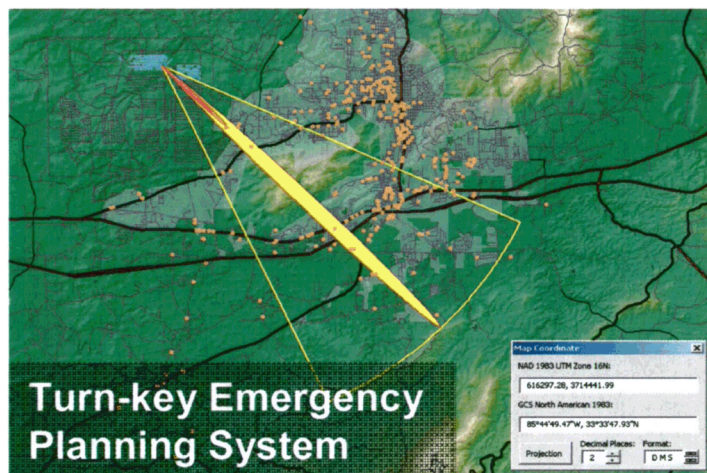 Map Coordinate
NAD 1983 UTM Zone 16N:
616297.28, 3714441.99
GCS North American 1983:
85°44'49.47"W, 33°33'47.93"N
Decimal Places:
Format:
Projection
2
DMS
Turn-key Emergency
Planning System